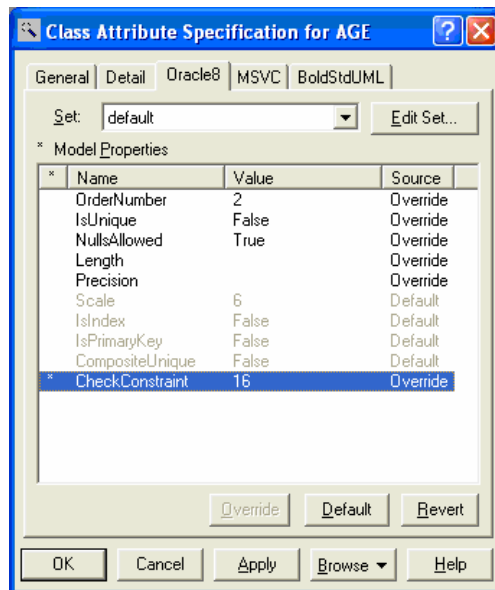 Class Attribute Specification for AGE
General Detail Oracle8 MSVC BoldStdUML
Set: default Edit Set...
* Model Properties
* Name Value Source
OrderNumber 2 Override
IsUnique False Override
NullsAllowed True Override
Length Override
Precision Override
Scale 6 Default
IsIndex False Default
IsPrimaryKey False Default
CompositeUnique False Default
* CheckConstraint 16 Override
Override Default Revert
OK Cancel Apply Browse Help